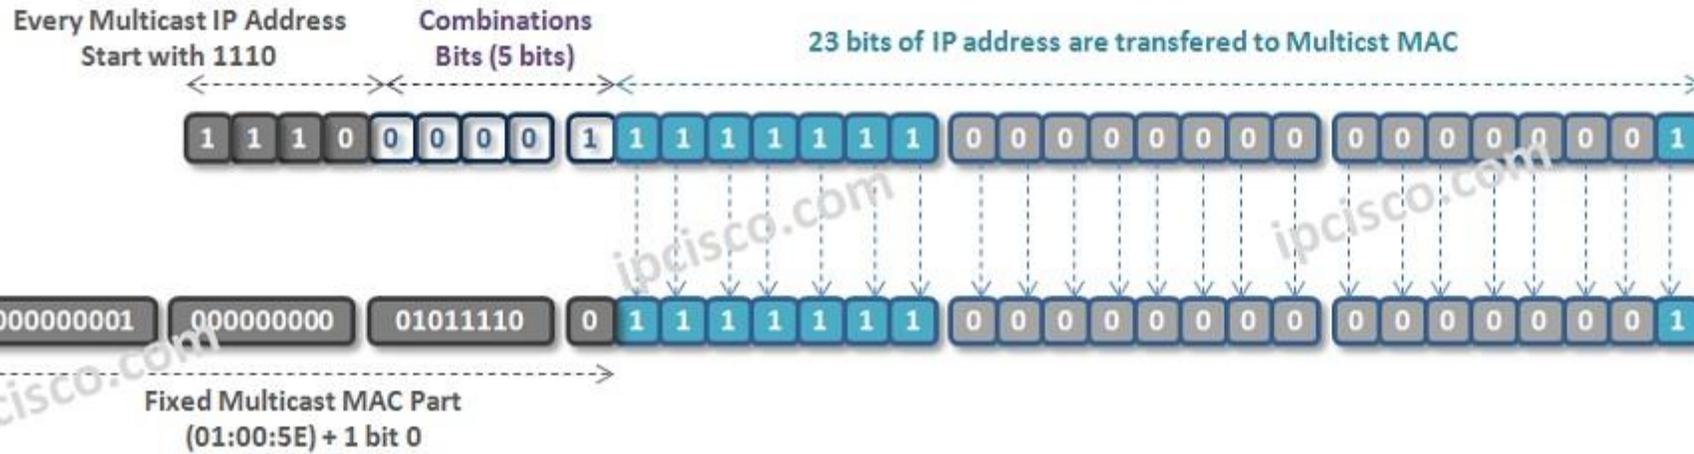 Every Multicast IP Address
Start with 1110
Combinations
Bits (5 bits)
23 bits of IP address are transfered to Multicst MAC
1 1 1 0 0 0 0 0 1 1 1 1 1 1 1 1 0 0 0 0 0 0 0 0 0 0 0 0 0 0 0 1
ipcisco.com
ipcisco.com
000000001 000000000 01011110 0 1 1 1 1 1 1 1 0 0 0 0 0 0 0 0 0 0 0 0 0 0 0 1
cisco.com
Fixed Multicast MAC Part
(01:00:5E) + 1 bit 0